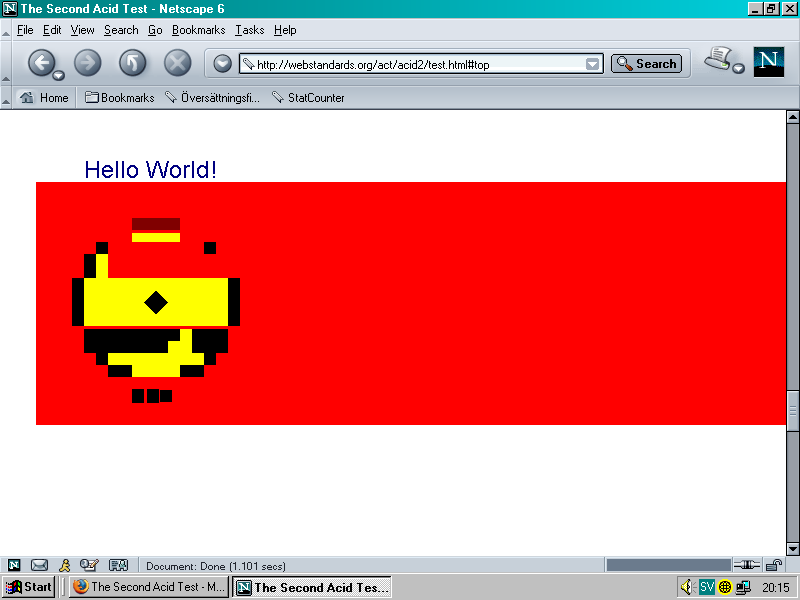 The Second Acid Test - Netscape 6
File Edit View Search Go Bookmarks Tasks Help
http://webstandards.org/act/acid2/test.html#top Search N
Home Bookmarks Översättningsfi... StatCounter
Hello World!
Document: Done (1.101 secs)
Start The Second Acid Test - M... The Second Acid Tes... SV 20:15